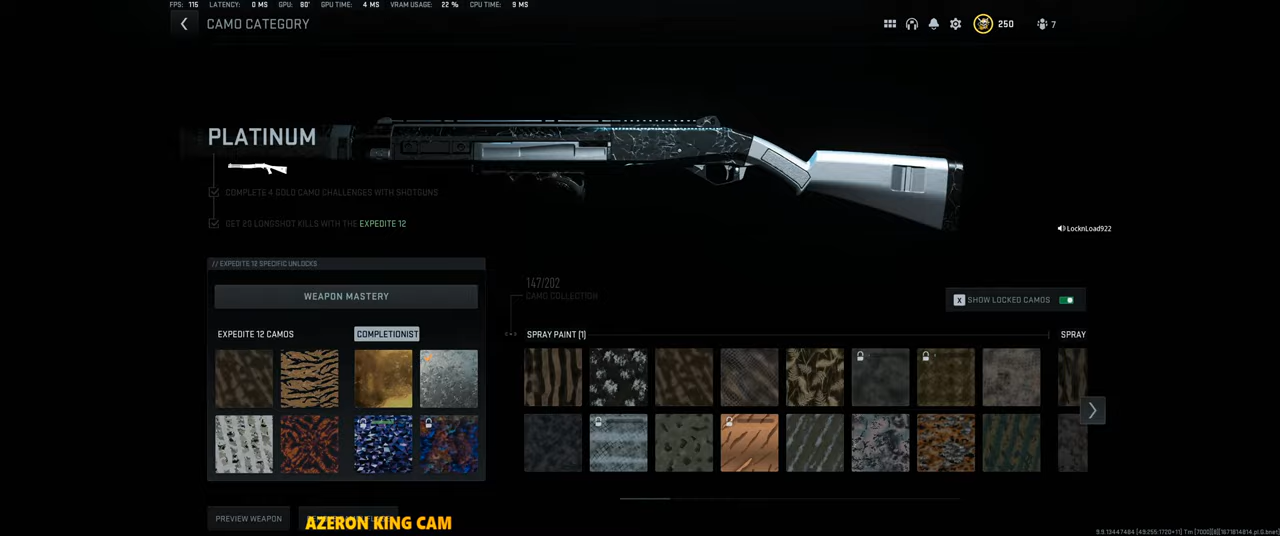 FPS: 115 LATENCY: 0 MS GPU: 80° GPU TIME: 4 MS VRAM USAGE: 22 % CPU TIME: 9 MS
CAMO CATEGORY
250
7
PLATINUM
COMPLETE 4 GOLD CAMO CHALLENGES WITH SHOTGUNS
GET 20 LONGSHOT KILLS WITH THE EXPEDITE 12
LocknLoad922
// EXPEDITE 12 SPECIFIC UNLOCKS
WEAPON MASTERY
EXPEDITE 12 CAMOS
COMPLETIONIST
147/202
CAMO COLLECTION
X SHOW LOCKED CAMOS
SPRAY PAINT [1]
SPRAY
PREVIEW WEAPON
AZERON KING CAM